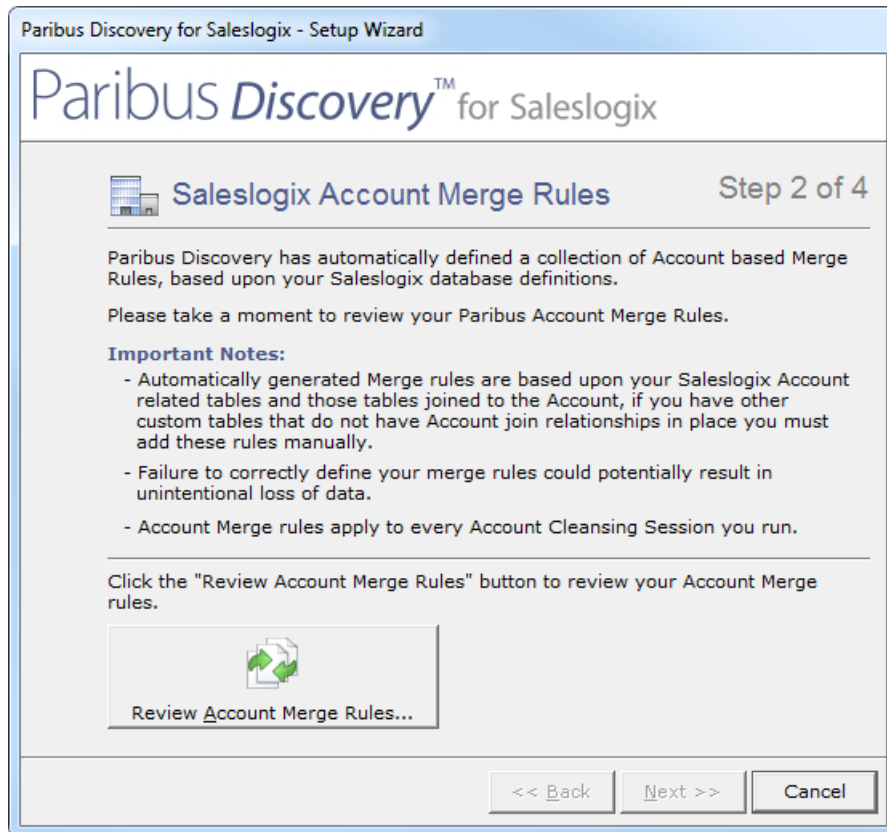 Paribus Discovery for Saleslogix - Setup Wizard
Paribus Discovery™ for Saleslogix
Saleslogix Account Merge Rules Step 2 of 4
Paribus Discovery has automatically defined a collection of Account based Merge
Rules, based upon your Saleslogix database definitions.
Please take a moment to review your Paribus Account Merge Rules.
Important Notes:
- Automatically generated Merge rules are based upon your Saleslogix Account
related tables and those tables joined to the Account, if you have other
custom tables that do not have Account join relationships in place you must
add these rules manually.
- Failure to correctly define your merge rules could potentially result in
unintentional loss of data.
- Account Merge rules apply to every Account Cleansing Session you run.
Click the "Review Account Merge Rules" button to review your Account Merge
rules.
Review Account Merge Rules...
<< Back Next >> Cancel